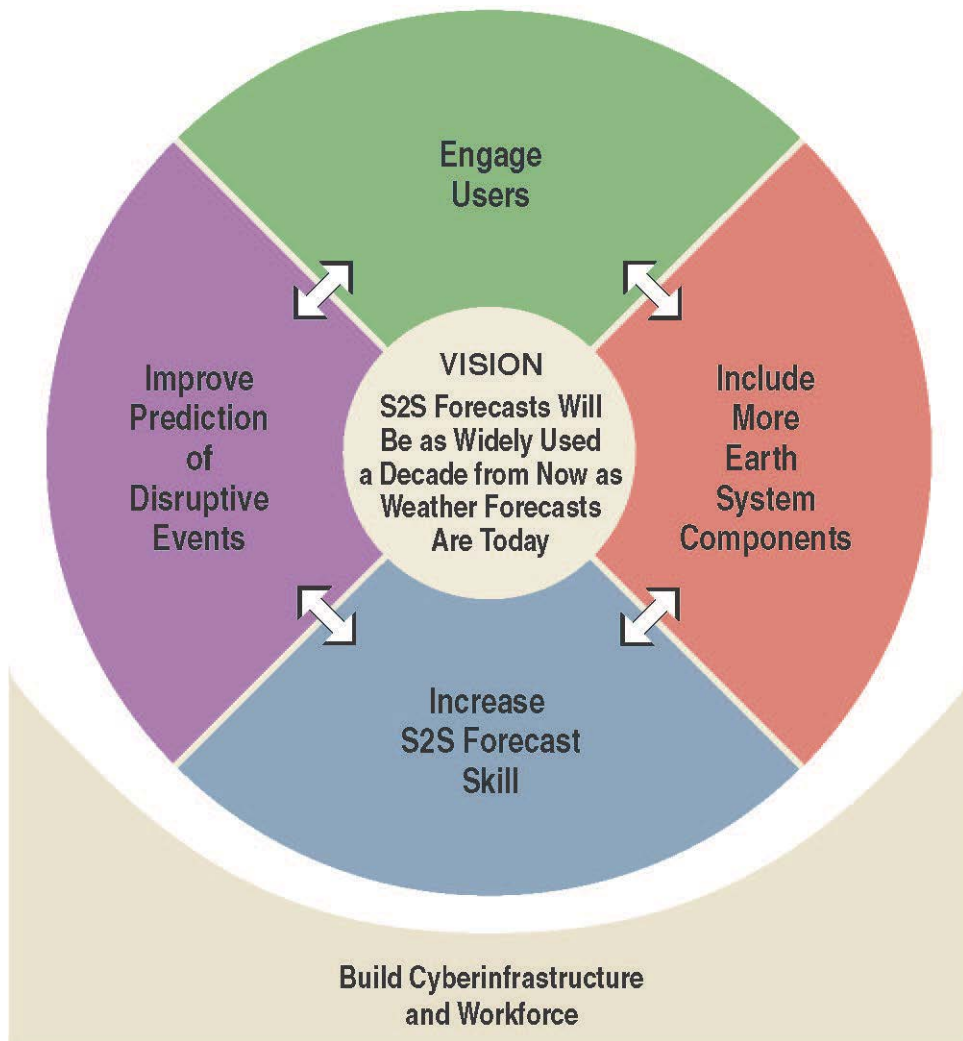 Engage
Users
Improve
Prediction
of
Disruptive
Events
VISION
S2S Forecasts Will
Be as Widely Used
a Decade from Now as
Weather Forecasts
Are Today
Include
More
Earth
System
Components
Increase
S2S Forecast
Skill
Build Cyberinfrastructure
and Workforce